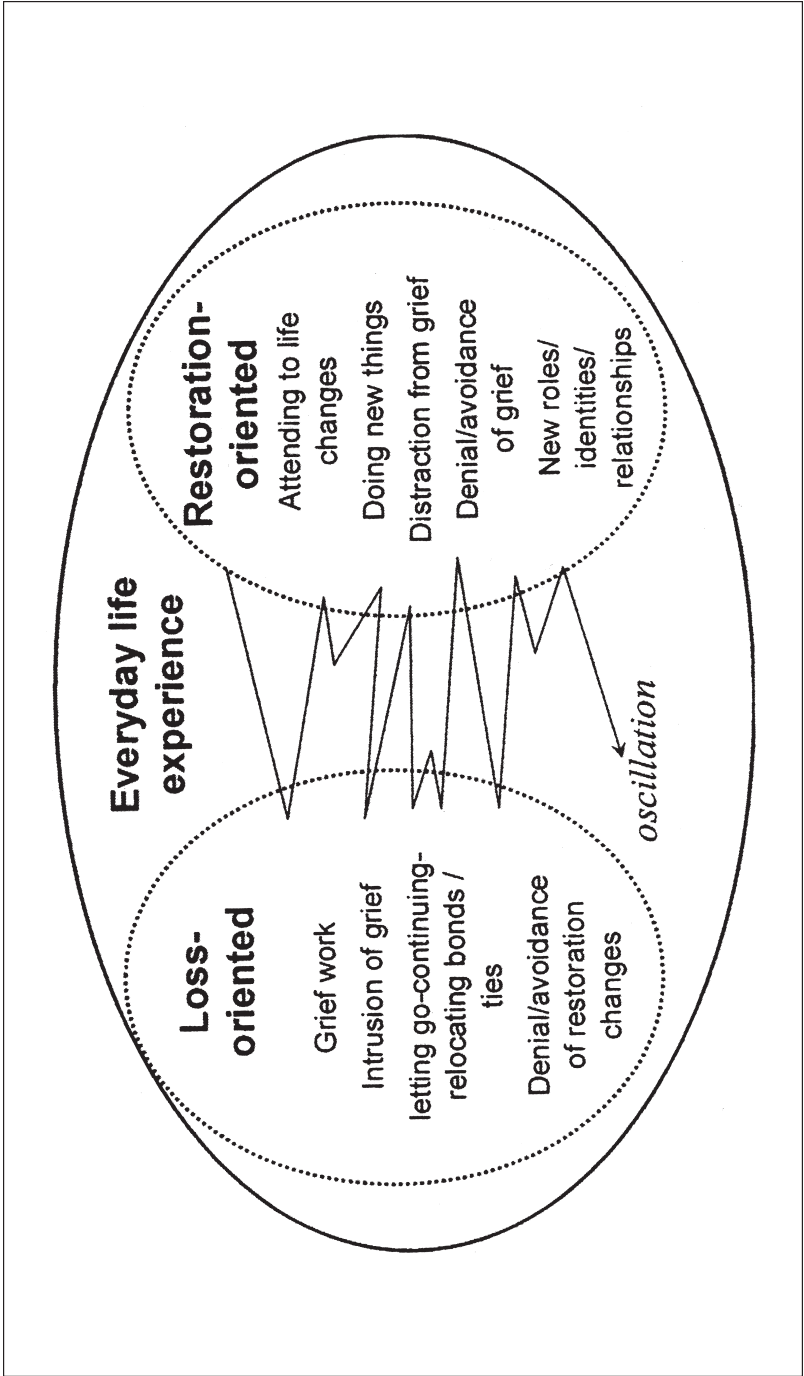 Everyday life
experience
Loss-
oriented
Grief work
Intrusion of grief
letting go-continuing-
relocating bonds /
ties
Denial/avoidance
of restoration
changes
Restoration-
oriented
Attending to life
changes
Doing new things
Distraction from grief
Denial/avoidance
of grief
New roles/
identities/
relationships
oscillation